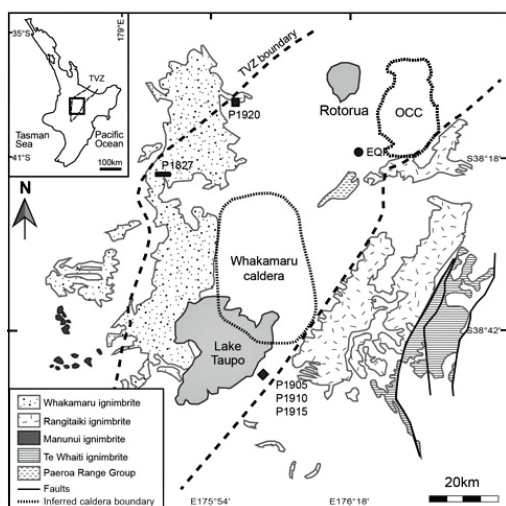 35°S
179°E
TVZ
Tasman
Sea
Pacific
Ocean
41°S
100km
TVZ boundary
P1920
Rotorua
OCC
EQF
S38°18'
P1827
N
Whakamaru
caldera
S38°42'
Lake
Taupo
P1905
P1910
P1915
Whakamaru ignimbrite
Rangitaiki ignimbrite
Manunui ignimbrite
Te Whaiti ignimbrite
Paeroa Range Group
Faults
Inferred caldera boundary
E175°54'
E176°18'
20km